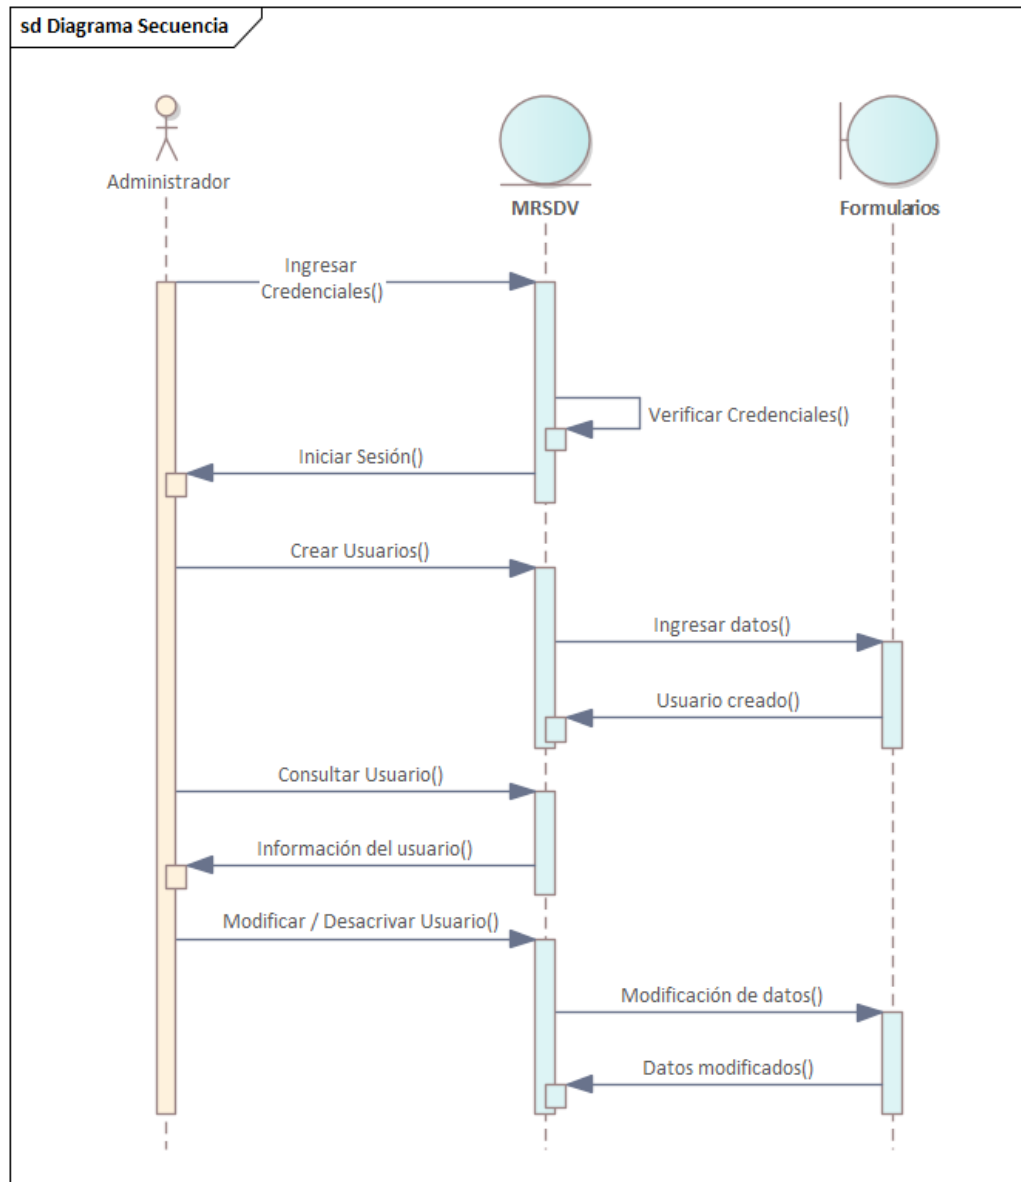 sd Diagrama Secuencia
Administrador
MRSDV
Formularios
Ingresar
Credenciales()
Verificar Credenciales()
Iniciar Sesión()
Crear Usuarios()
Ingresar datos()
Usuario creado()
Consultar Usuario()
Información del usuario()
Modificar / Desacrivar Usuario()
Modificación de datos()
Datos modificados()